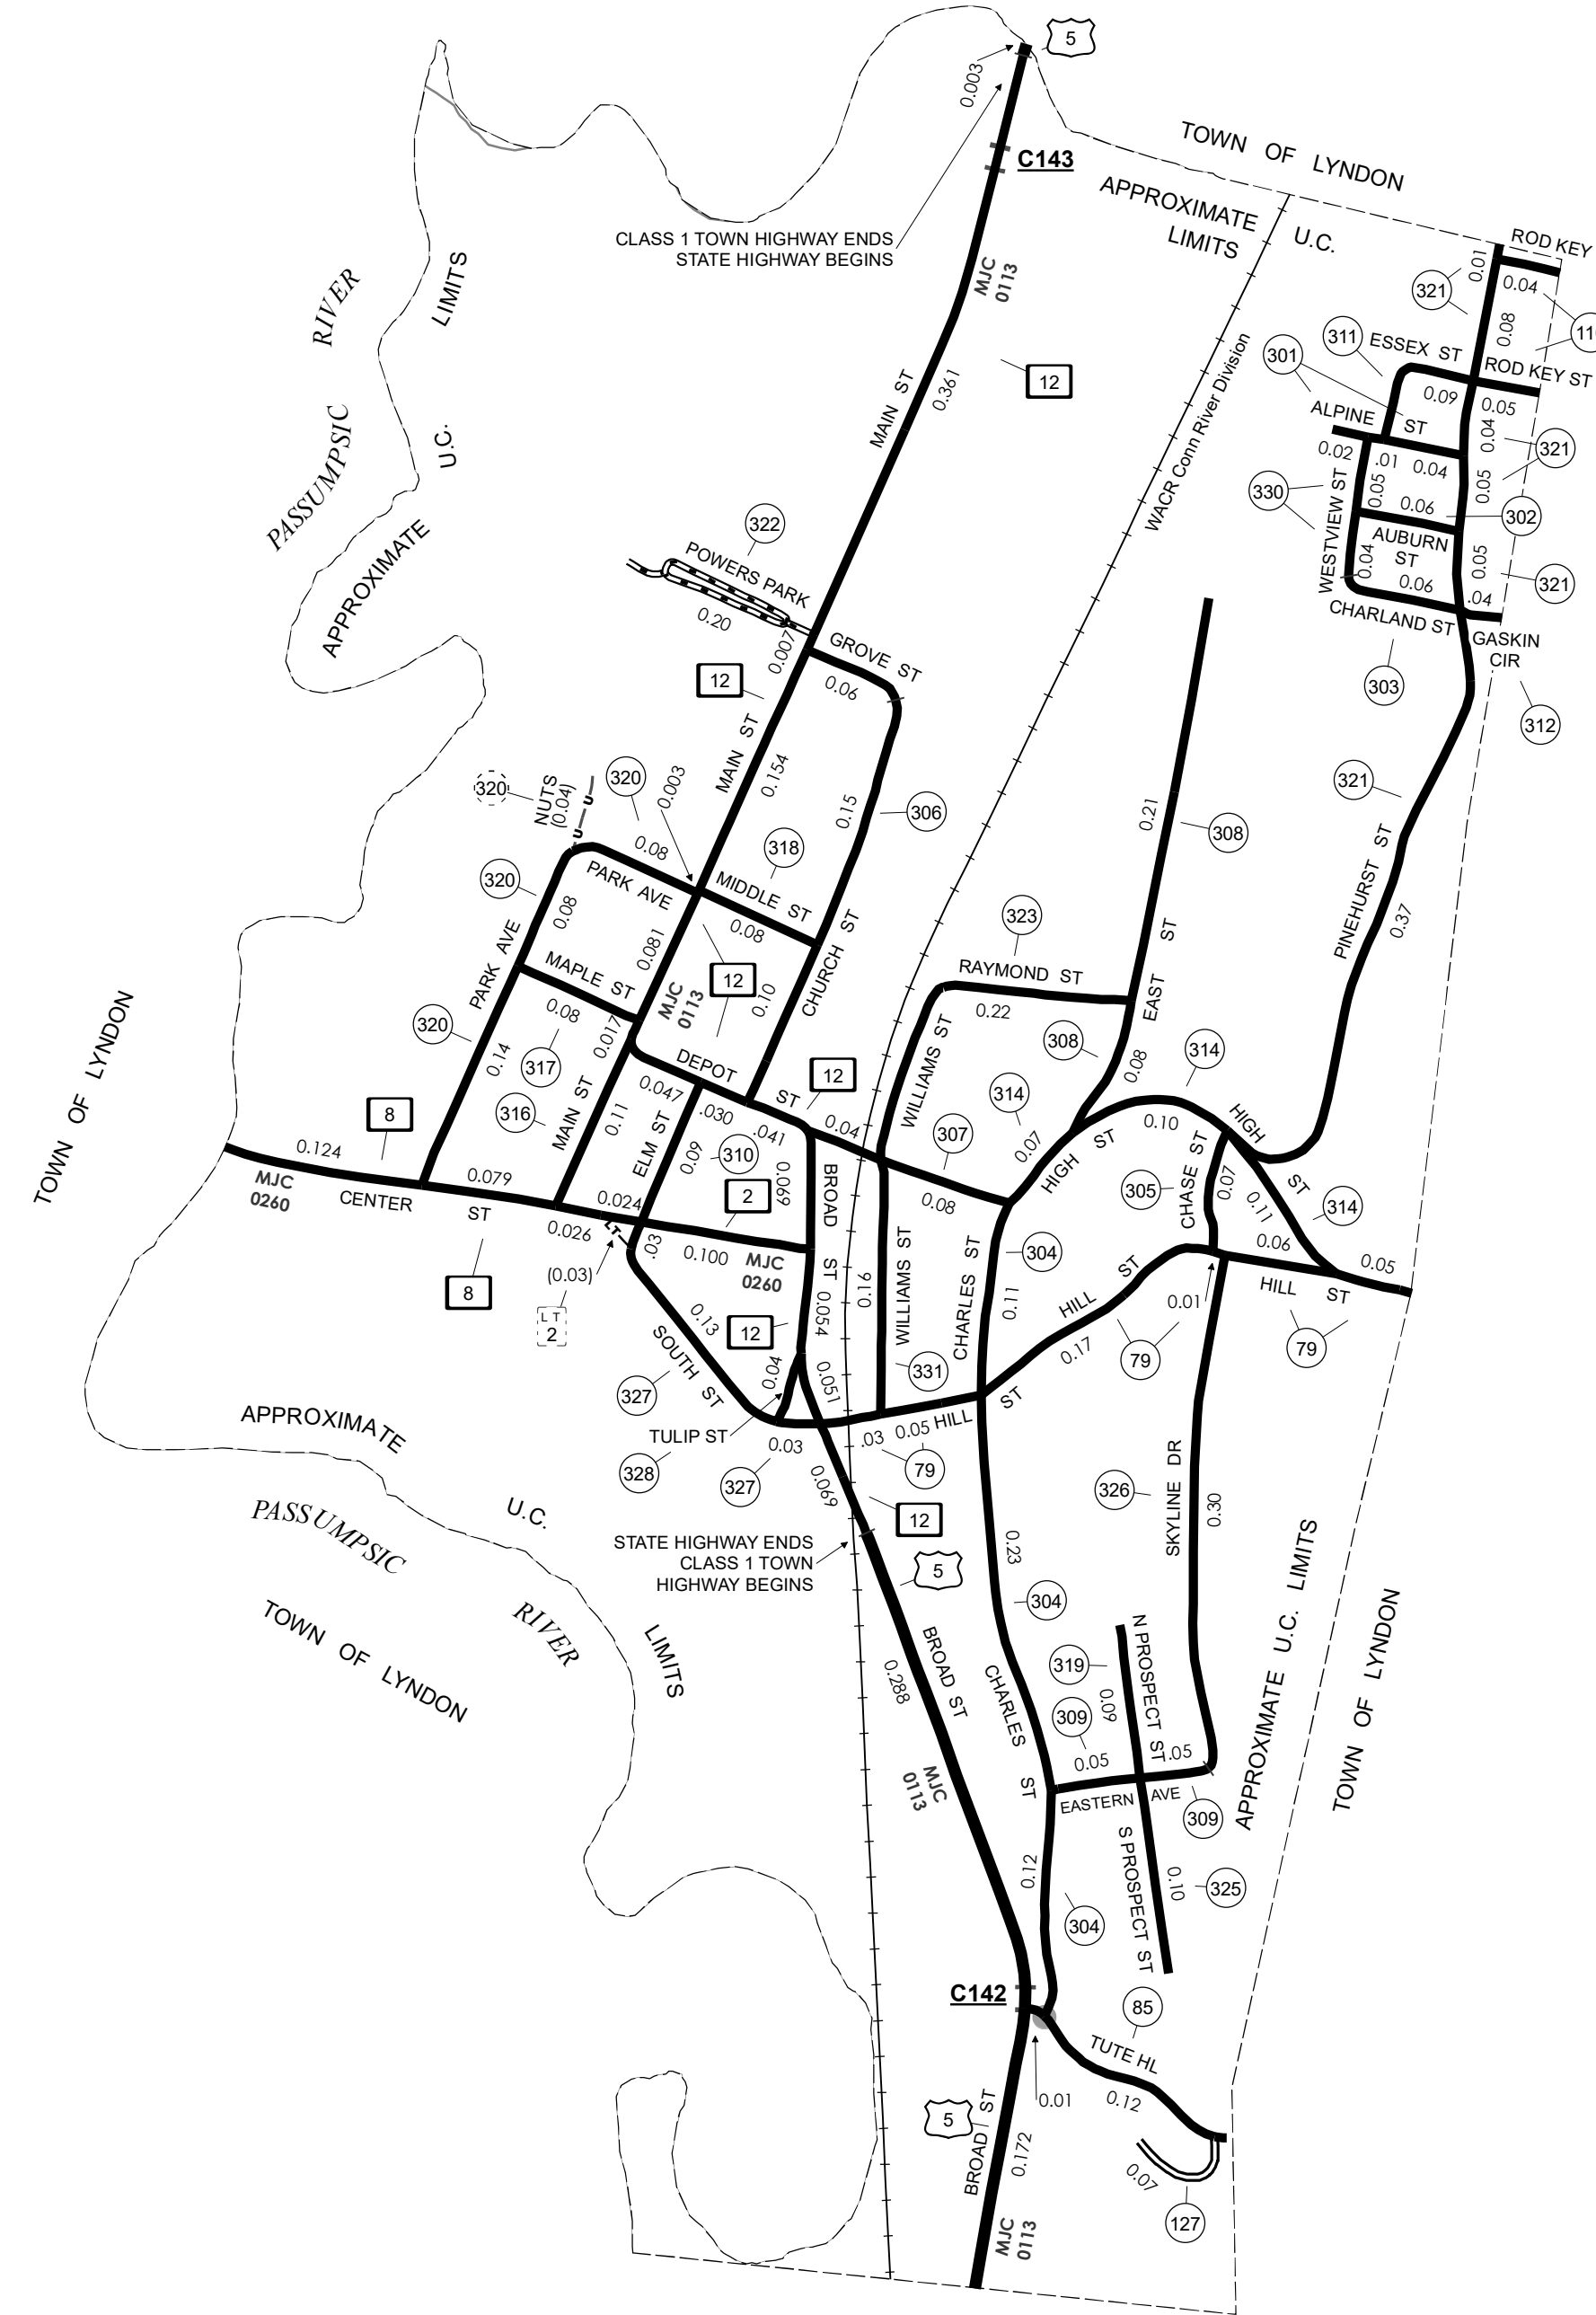 5
0.003
TOWN OF LYNDON
C143
APPROXIMATE
LIMITS
U.C.
CLASS 1 TOWN HIGHWAY ENDS
STATE HIGHWAY BEGINS
MJC
0113
RIVER
LIMITS
PASSUMPSIC
U.C.
APPROXIMATE
ROD KEY
0.01
0.04
321
0.08
311
301
ESSEX ST
ROD KEY ST
0.09
0.05
ALPINE ST
0.04
321
0.02
.01
0.04
330
WESTVIEW ST
0.05
0.06
0.05
302
AUBURN
ST
0.04
0.06
0.05
321
.04
CHARLAND ST
GASKIN
CIR
303
312
MAIN ST
0.361
12
WACR Conn River Division
322
POWERS PARK
0.20
0.007
GROVE ST
0.06
12
MAIN ST
0.154
0.15
306
320
NUTS
(0.04)
320
0.003
0.08
318
320
PARK AVE
MIDDLE ST
0.08
0.08
0.081
PARK AVE
MAPLE ST
0.08
MJC
0113
12
0.10
CHURCH ST
320
0.14
317
0.017
316
MAIN ST
0.11
DEPOT ST
0.047
.030
.041
0.04
12
ELM ST
0.09
310
0.069
BROAD ST
2
TOWN OF LYNDON
8
0.124
MJC
0260
CENTER ST
0.079
0.026
0.024
8
LT
(0.03)
L T
2
.03
0.100
MJC
0260
0.054
12
0.13
SOUTH ST
327
0.04
0.051
TULIP ST
328
0.03
327
0.069
308
0.21
EAST ST
323
RAYMOND ST
0.22
WILLIAMS ST
308
0.08
314
314
307
0.07
HIGH ST
0.10
HIGH ST
0.08
305
CHASE ST
0.07
0.11
314
0.06
0.05
HILL ST
79
321
PINEHURST ST
0.37
0.16
WILLIAMS ST
331
CHARLES ST
304
0.11
HILL ST
0.01
0.17
79
.03
0.05
HILL ST
79
12
STATE HIGHWAY ENDS
CLASS 1 TOWN
HIGHWAY BEGINS
5
326
SKYLINE DR
0.30
0.23
304
BROAD ST
0.288
MJC
0113
CHARLES ST
319
0.09
N PROSPECT ST
309
0.05
.05
EASTERN AVE
309
S PROSPECT ST
0.10
325
0.12
304
APPROXIMATE U.C. LIMITS
TOWN OF LYNDON
APPROXIMATE
U.C.
LIMITS
PASSUMPSIC
RIVER
TOWN OF LYNDON
C142
85
TUTE HL
0.12
0.01
5
BROAD ST
0.172
0.07
127
MJC
0113